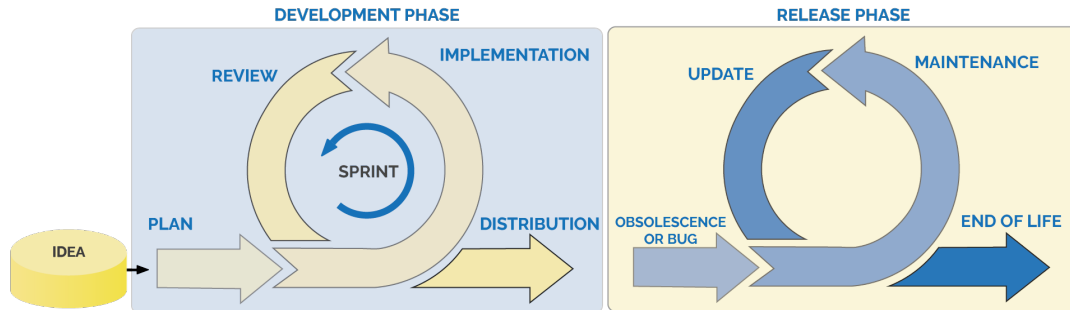 DEVELOPMENT PHASE
IMPLEMENTATION
REVIEW
SPRINT
PLAN
DISTRIBUTION
IDEA
RELEASE PHASE
MAINTENANCE
UPDATE
OBSOLESCENCE
OR BUG
END OF LIFE